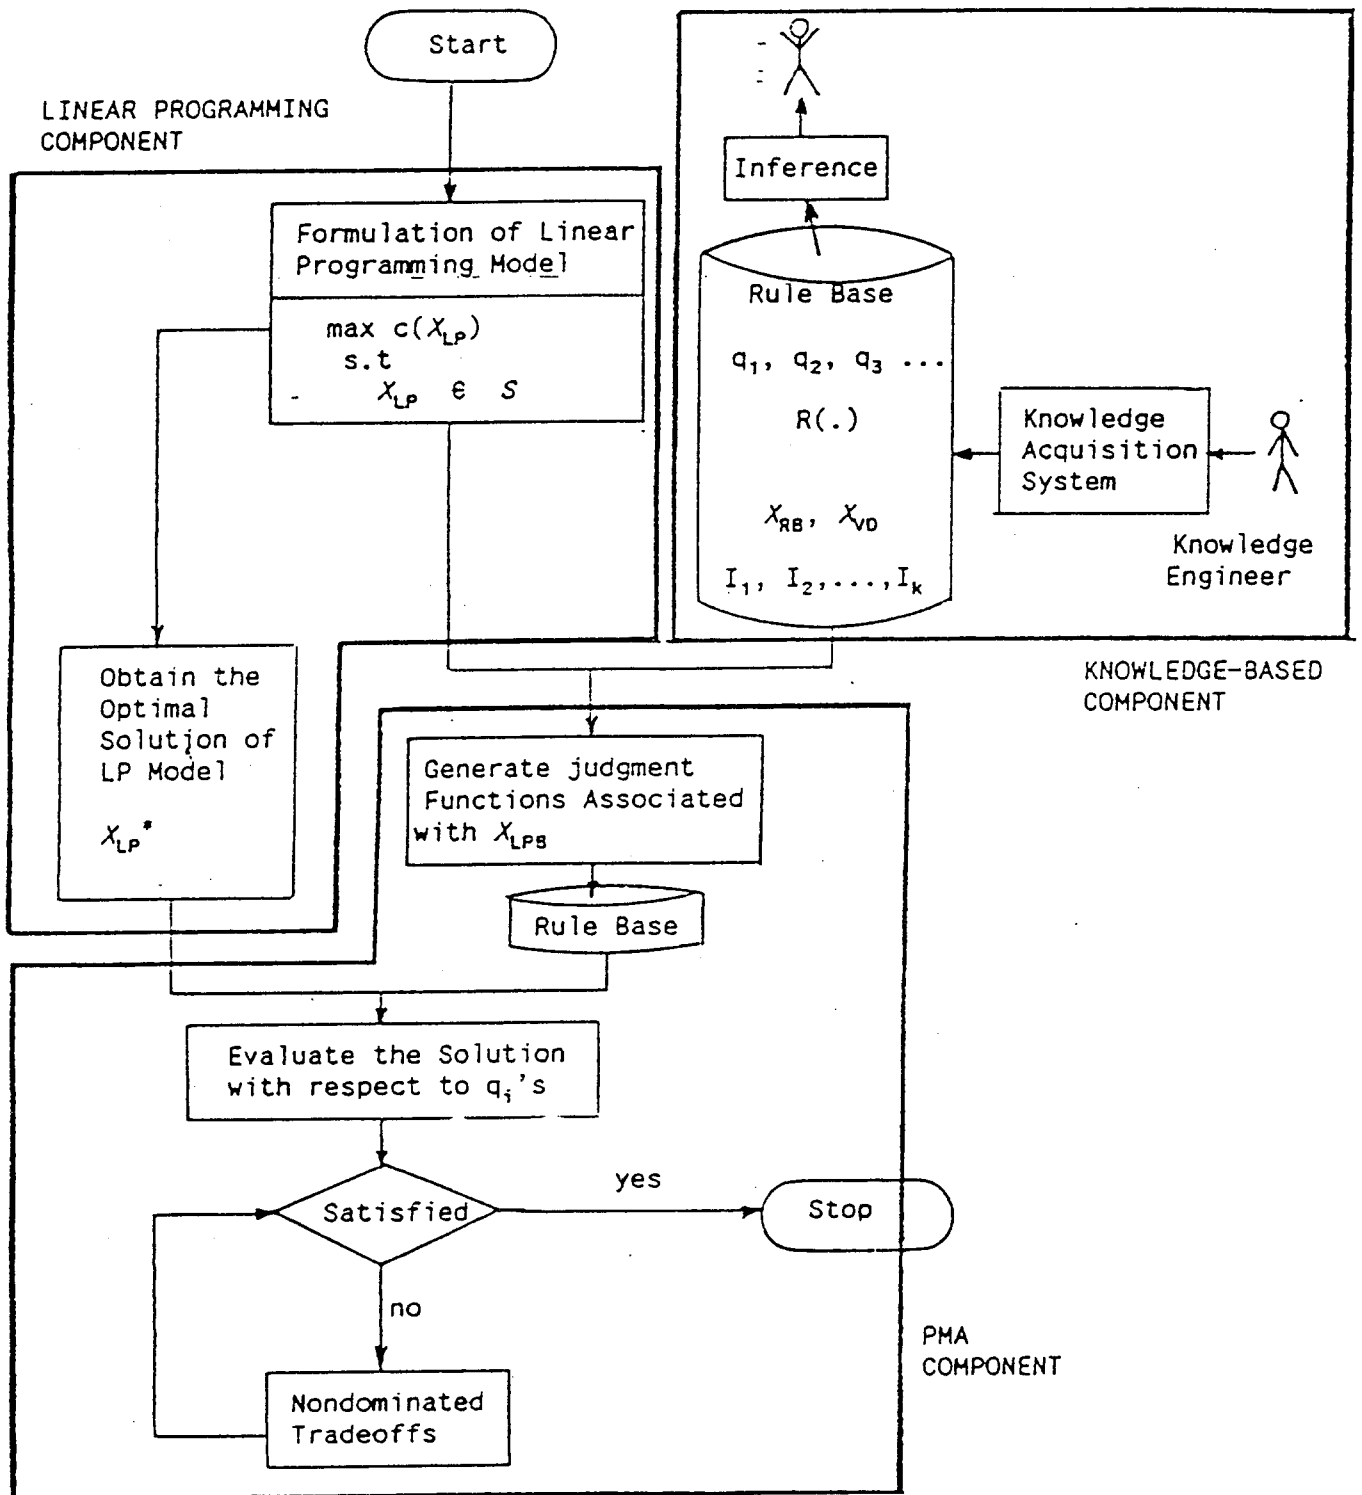 Start
LINEAR PROGRAMMING
COMPONENT
Formulation of Linear
Programming Model
max c(X_LP)
s.t
X_LP ∈ S
Obtain the
Optimal
Solution of
LP Model
X_LP*
Inference
Rule Base
q₁, q₂, q₃ ...
R(.)
X_RB, X_VD
I₁, I₂,...,I_k
Knowledge
Acquisition
System
Knowledge
Engineer
KNOWLEDGE-BASED
COMPONENT
Generate judgment
Functions Associated
with X_LPS
Rule Base
Evaluate the Solution
with respect to q_i's
Satisfied
yes
Stop
no
Nondominated
Tradeoffs
PMA
COMPONENT